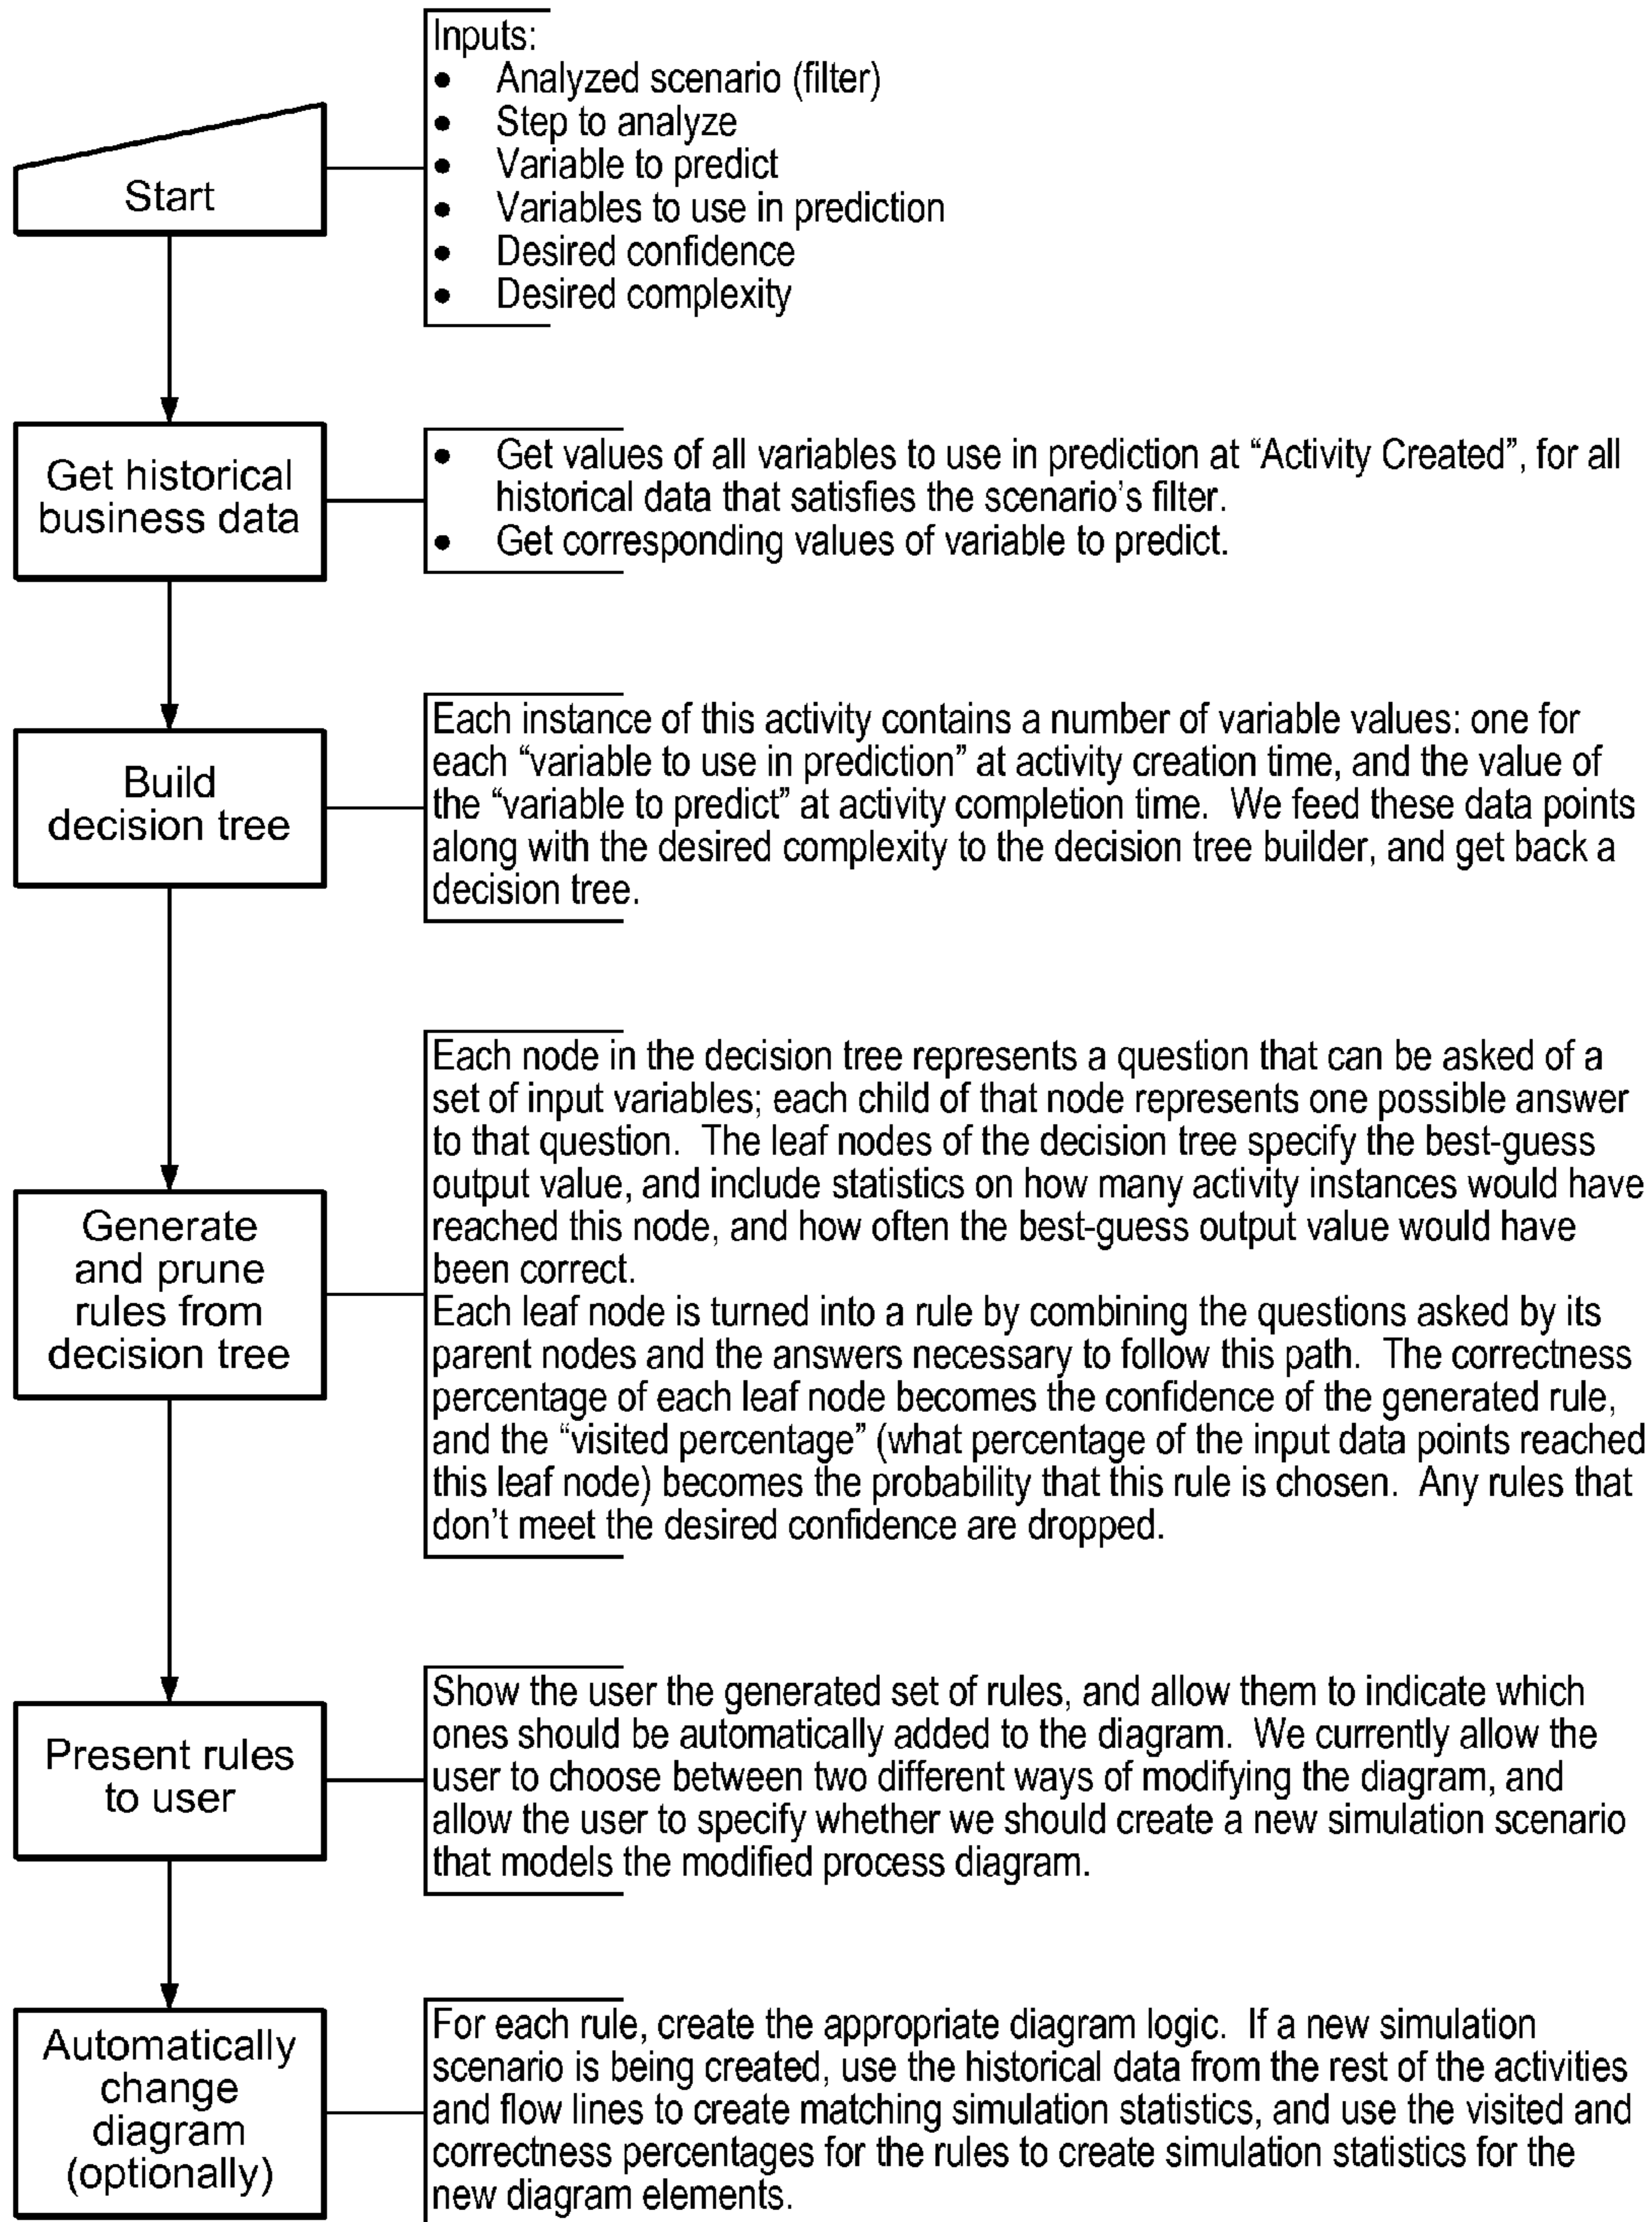 Start
Inputs:
• Analyzed scenario (filter)
• Step to analyze
• Variable to predict
• Variables to use in prediction
• Desired confidence
• Desired complexity
Get historical
business data
• Get values of all variables to use in prediction at “Activity Created”, for all
historical data that satisfies the scenario’s filter.
• Get corresponding values of variable to predict.
Build
decision tree
Each instance of this activity contains a number of variable values: one for
each “variable to use in prediction” at activity creation time, and the value of
the “variable to predict” at activity completion time. We feed these data points
along with the desired complexity to the decision tree builder, and get back a
decision tree.
Generate
and prune
rules from
decision tree
Each node in the decision tree represents a question that can be asked of a
set of input variables; each child of that node represents one possible answer
to that question. The leaf nodes of the decision tree specify the best-guess
output value, and include statistics on how many activity instances would have
reached this node, and how often the best-guess output value would have
been correct.
Each leaf node is turned into a rule by combining the questions asked by its
parent nodes and the answers necessary to follow this path. The correctness
percentage of each leaf node becomes the confidence of the generated rule,
and the “visited percentage” (what percentage of the input data points reached
this leaf node) becomes the probability that this rule is chosen. Any rules that
don’t meet the desired confidence are dropped.
Present rules
to user
Show the user the generated set of rules, and allow them to indicate which
ones should be automatically added to the diagram. We currently allow the
user to choose between two different ways of modifying the diagram, and
allow the user to specify whether we should create a new simulation scenario
that models the modified process diagram.
Automatically
change
diagram
(optionally)
For each rule, create the appropriate diagram logic. If a new simulation
scenario is being created, use the historical data from the rest of the activities
and flow lines to create matching simulation statistics, and use the visited and
correctness percentages for the rules to create simulation statistics for the
new diagram elements.